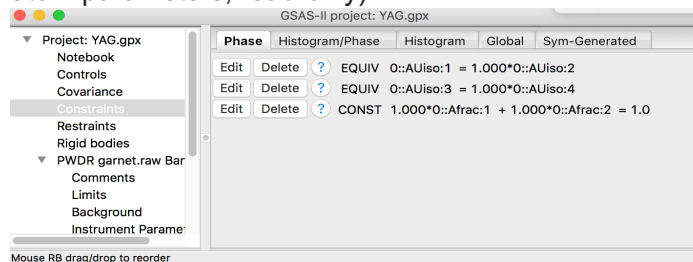 GSAS-II project: YAG.gpx
Project: YAG.gpx
Notebook
Controls
Covariance
Constraints
Restraints
Rigid bodies
PWDR garnet.raw Bar
Comments
Limits
Background
Instrument Paramet
Phase Histogram/Phase Histogram Global Sym-Generated
Edit Delete ? EQUIV 0::AUiso:1 = 1.000*0::AUiso:2
Edit Delete ? EQUIV 0::AUiso:3 = 1.000*0::AUiso:4
Edit Delete ? CONST 1.000*0::Afrac:1 + 1.000*0::Afrac:2 = 1.0
Mouse RB drag/drop to reorder